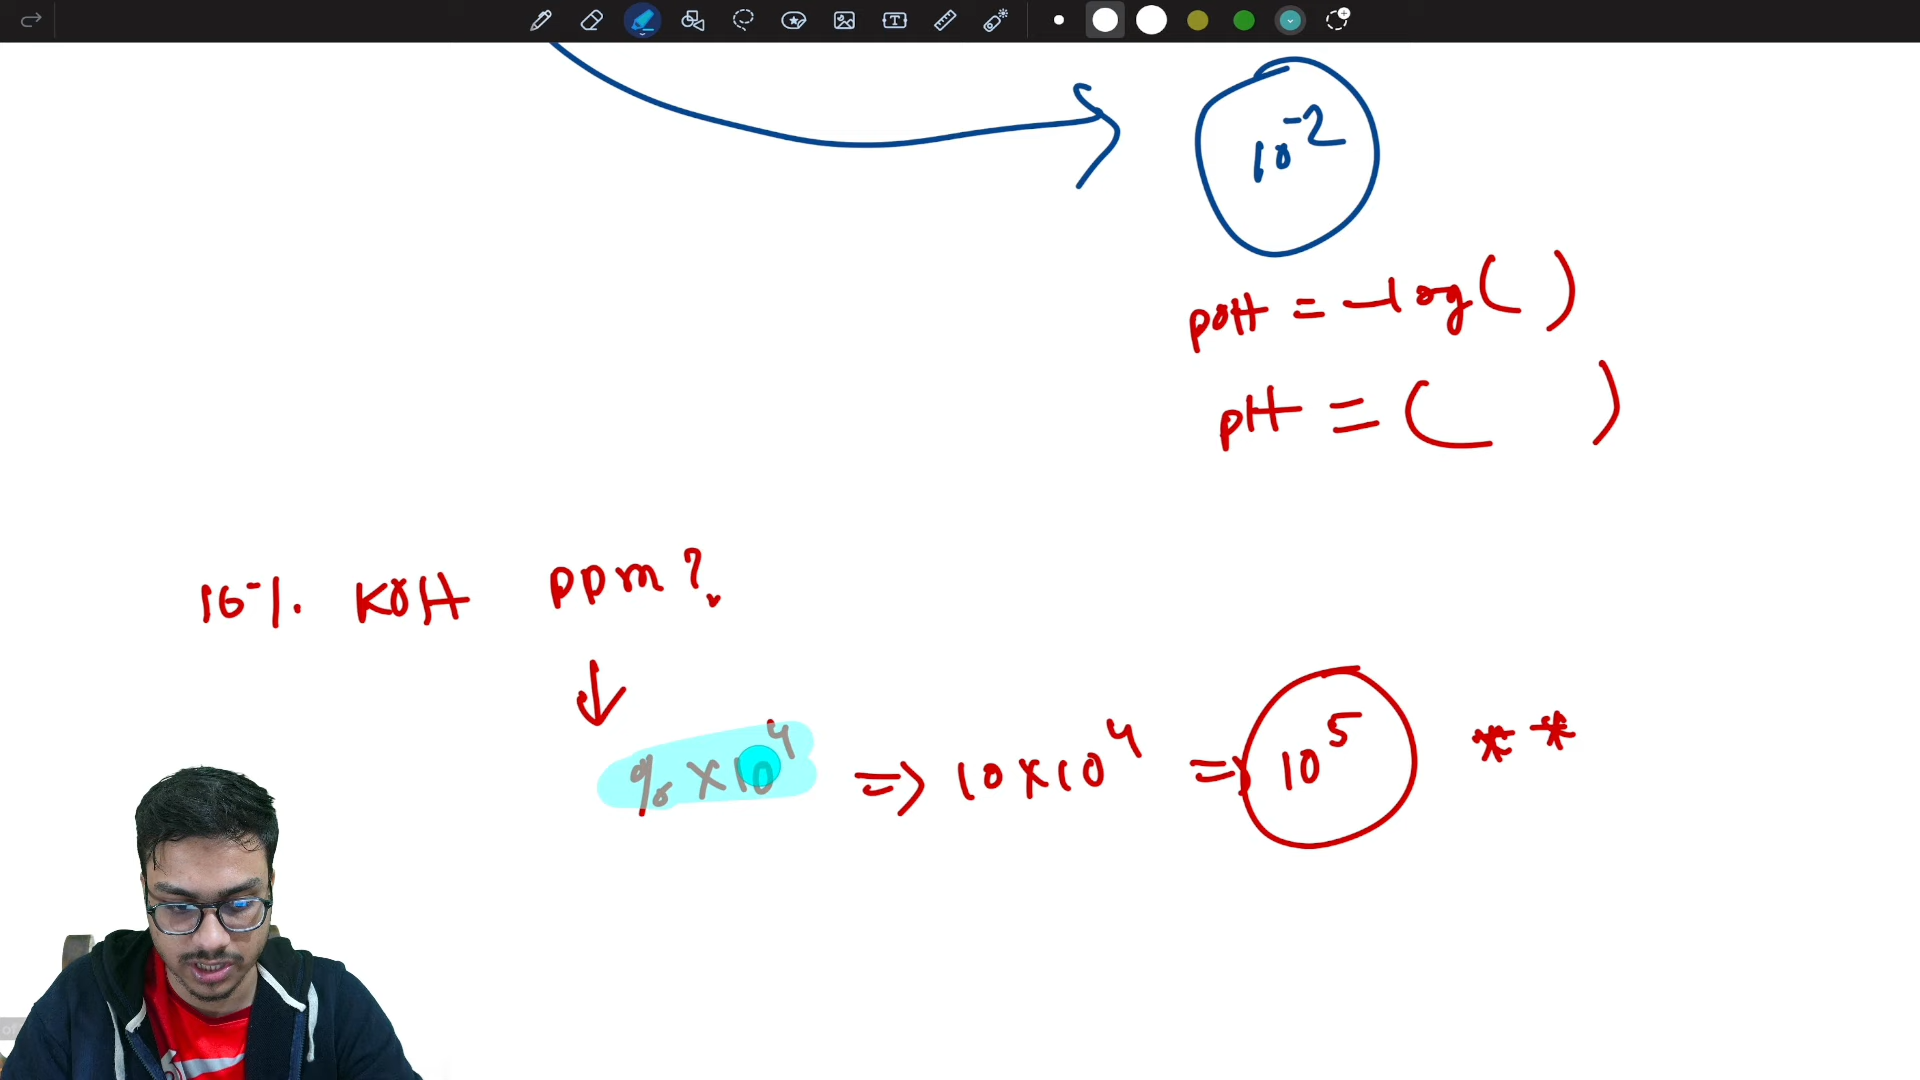 10⁻²
pOH = -log( )
pH = ( )
10%. KOH ppm?
% × 10⁴ => 10 × 10⁴ => 10⁵ **